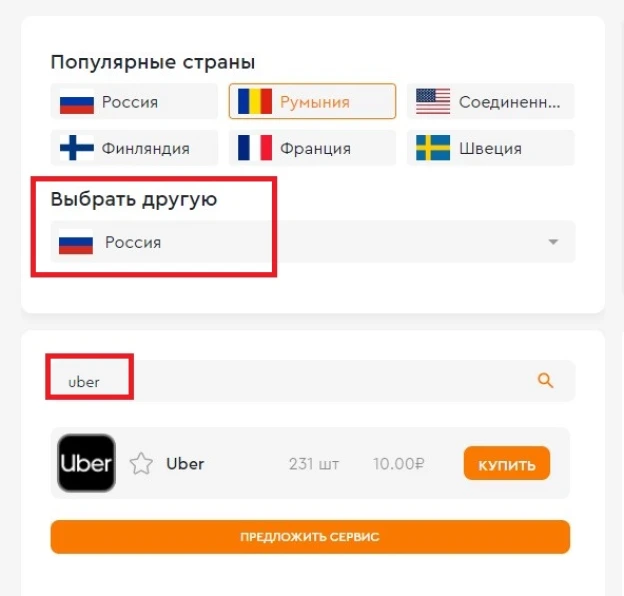 Популярные страны
Россия Румыния Соединенн...
Финляндия Франция Швеция
Выбрать другую
Россия
uber
Uber Uber 231 шт 10.00₽ КУПИТЬ
ПРЕДЛОЖИТЬ СЕРВИС